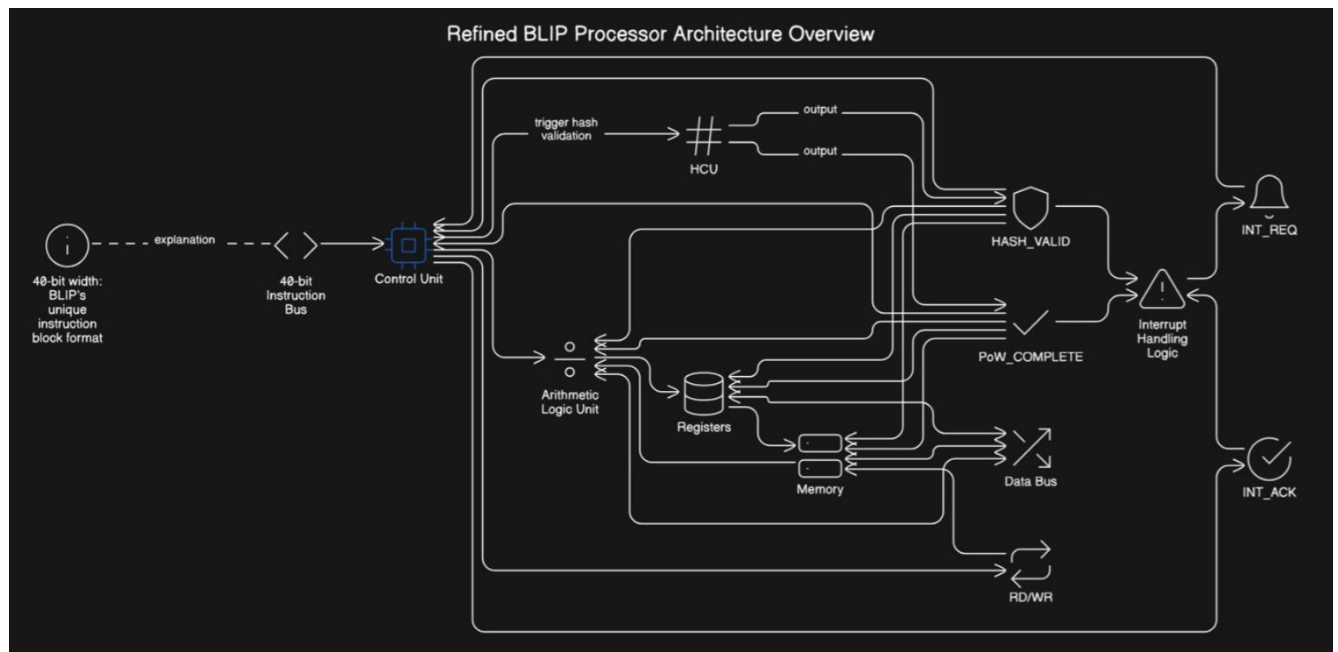 Refined BLIP Processor Architecture Overview
output
trigger hash
validation
output
HCU
INT_REQ
explanation
HASH_VALID
40-bit width:
BLIP's
unique
instruction
block format
40-bit
Instruction
Bus
Control Unit
Interrupt
Handling
Logic
PoW_COMPLETE
Arithmetic
Logic Unit
Registers
Memory
Data Bus
INT_ACK
RD/WR